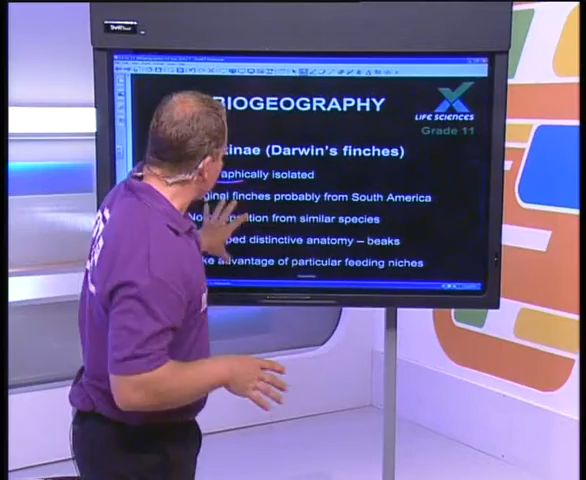 BIOGEOGRAPHY
LIFE SCIENCES
Grade 11
(Darwin's finches)
isolated
finches probably from South America
from similar species
distinctive anatomy – beaks
advantage of particular feeding niches